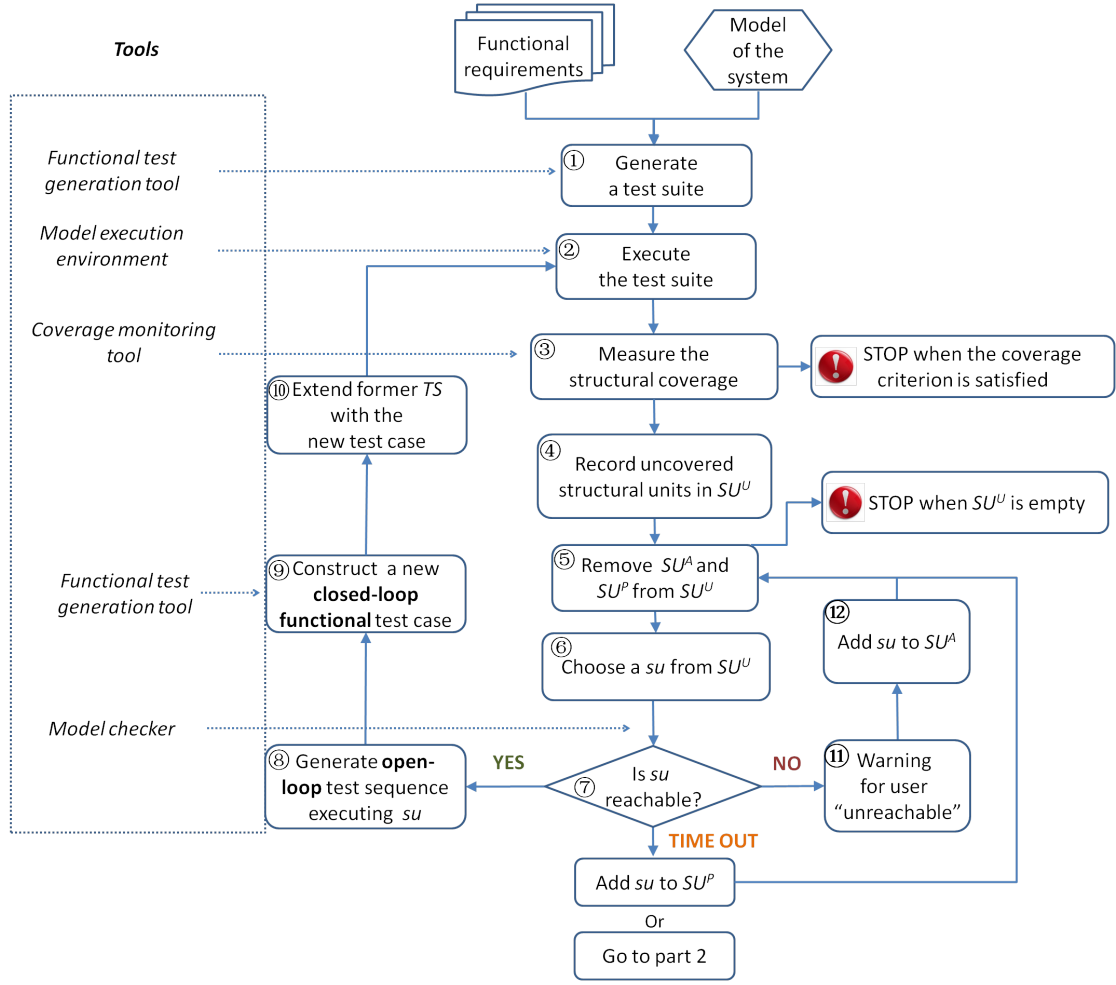 Tools
Functional
requirements
Model
of the
system
Functional test
generation tool
① Generate
a test suite
Model execution
environment
② Execute
the test suite
Coverage monitoring
tool
③ Measure the
structural coverage
STOP when the coverage
criterion is satisfied
⑩ Extend former TS
with the
new test case
④ Record uncovered
structural units in SUᵁ
STOP when SUᵁ is empty
⑤ Remove SUᴬ and
SUᴾ from SUᵁ
Functional test
generation tool
⑨ Construct a new
closed-loop
functional test case
⑥ Choose a su from SUᵁ
⑫
Add su to SUᴬ
Model checker
⑧ Generate open-
loop test sequence
executing su
YES
⑦ Is su
reachable?
NO
⑪ Warning
for user
“unreachable”
TIME OUT
Add su to SUᴾ
Or
Go to part 2